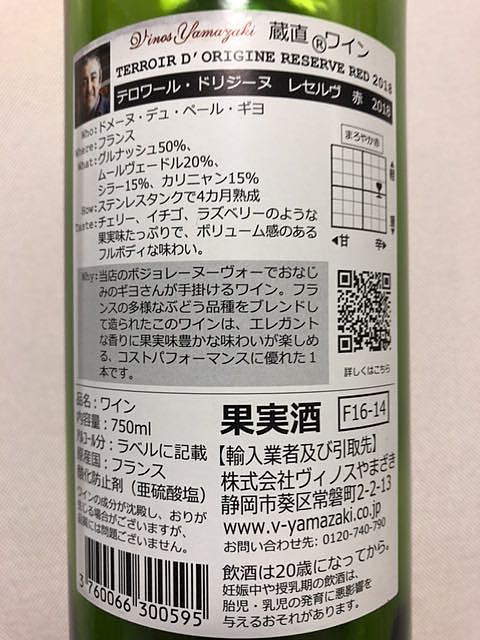 Vinos Yamazaki 蔵直®ワイン
TERROIR D'ORIGINE RESERVE RED 2018
テロワール・ドリジーヌ レセルヴ 赤 2018
Who:ドメーヌ・デュ・ペール・ギヨ
Where:フランス
What:グルナッシュ50%、
ムールヴェードル20%、
シラー15%、カリニャン15%
How:ステンレスタンクで4カ月熟成
Taste:チェリー、イチゴ、ラズベリーのような
果実味たっぷりで、ボリューム感のある
フルボディな味わい。
まろやか赤
軽
重
◀甘 辛▶
Why:当店のボジョレーヌーヴォーでおなじ
みのギヨさんが手掛けるワイン。フラ
ンスの多様なぶどう品種をブレンドし
て造られたこのワインは、エレガント
な香りに果実味豊かな味わいが楽し
める、コストパフォーマンスに優れた1
本です。
詳しくはこちら
品名:ワイン
内容量:750ml
アルコール分:ラベルに記載
原産国:フランス
酸化防止剤(亜硫酸塩)
ワインの成分が沈殿し、おりが
生じる場合がございますが、
品質には問題ございません。
3 760066 300595
果実酒 F16-14
【輸入業者及び引取先】
株式会社ヴィノスやまざき
静岡市葵区常磐町2-2-13
www.v-yamazaki.co.jp
お問い合わせ先: 0120-740-790
飲酒は20歳になってから。
妊娠中や授乳期の飲酒は、
胎児・乳児の発育に悪影響を
与えるおそれがあります。